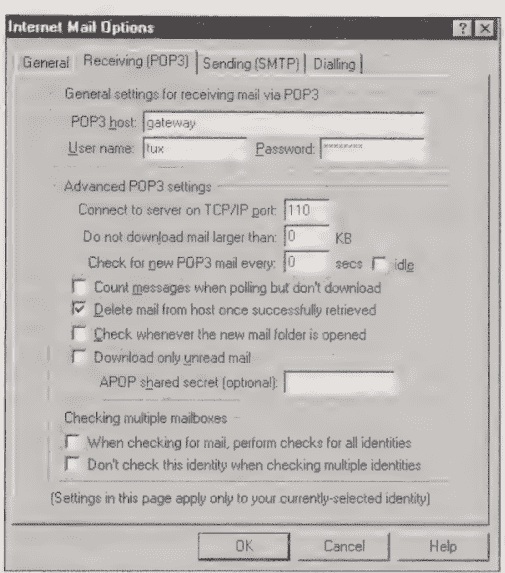 Internet Mail Options
General Receiving (POP3) Sending (SMTP) Dialling
General settings for receiving mail via POP3
POP3 host: gateway
User name: tux Password: ********
Advanced POP3 settings
Connect to server on TCP/IP port: 110
Do not download mail larger than: 0 KB
Check for new POP3 mail every: 0 secs idle
Count messages when polling but don't download
Delete mail from host once successfully retrieved
Check whenever the new mail folder is opened
Download only unread mail
APOP shared secret (optional):
Checking multiple mailboxes
When checking for mail, perform checks for all identities
Don't check this identity when checking multiple identities
(Settings in this page apply only to your currently-selected identity)
OK Cancel Help